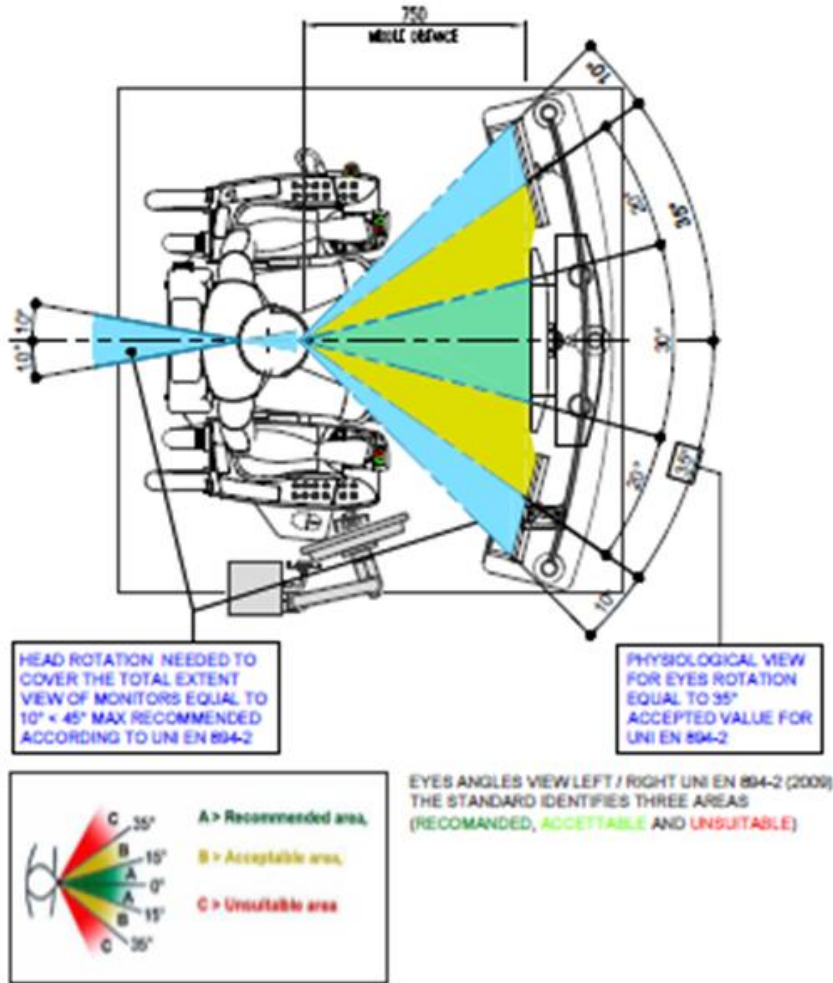 750
MIDDLE DISTANCE
10°
20°
35°
10°
10°
30°
35°
20°
10°
HEAD ROTATION NEEDED TO
COVER THE TOTAL EXTENT
VIEW OF MONITORS EQUAL TO
10° < 45° MAX RECOMMENDED
ACCORDING TO UNI EN 894-2
PHYSIOLOGICAL VIEW
FOR EYES ROTATION
EQUAL TO 35°
ACCEPTED VALUE FOR
UNI EN 894-2
EYES ANGLES VIEW LEFT / RIGHT UNI EN 894-2 (2009)
THE STANDARD IDENTIFIES THREE AREAS
(RECOMANDED, ACCETTABLE AND UNSUITABLE)
C
35°
B
15°
A
0°
A
15°
B
35°
C
A > Recommended area,
B > Acceptable area,
C > Unsuitable area